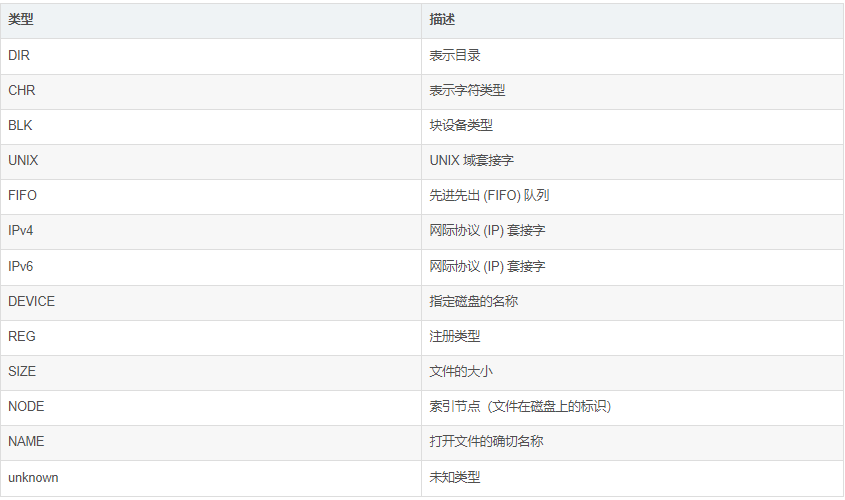 类型 描述
DIR 表示目录
CHR 表示字符类型
BLK 块设备类型
UNIX UNIX 域套接字
FIFO 先进先出 (FIFO) 队列
IPv4 网际协议 (IP) 套接字
IPv6 网际协议 (IP) 套接字
DEVICE 指定磁盘的名称
REG 注册类型
SIZE 文件的大小
NODE 索引节点（文件在磁盘上的标识）
NAME 打开文件的确切名称
unknown 未知类型